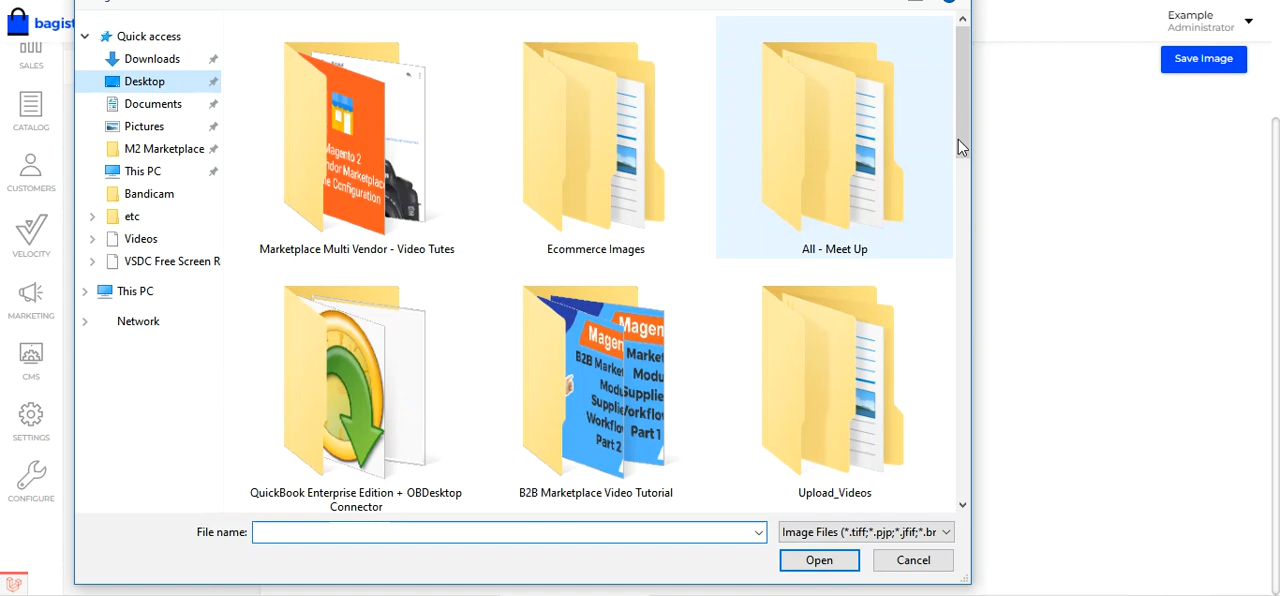 bagist
Example
Administrator
Save Image
SALES
CATALOG
CUSTOMERS
VELOCITY
MARKETING
CMS
SETTINGS
CONFIGURE
Quick access
Downloads
Desktop
Documents
Pictures
M2 Marketplace
This PC
Bandicam
etc
Videos
VSDC Free Screen R
This PC
Network
Magento 2
ndor Marketplac
e Configuration
Marketplace Multi Vendor - Video Tutes
Ecommerce Images
All - Meet Up
QuickBook Enterprise Edition + OBDesktop
Connector
Magen
Magen
B2B Marke
Market
Modu
Modu
Supplie
Supplie
Workflo
Workflo
Part 2
Part 1
B2B Marketplace Video Tutorial
Upload_Videos
File name:
Image Files (*.tiff;*.pjp;*.jfif;*.br
Open
Cancel